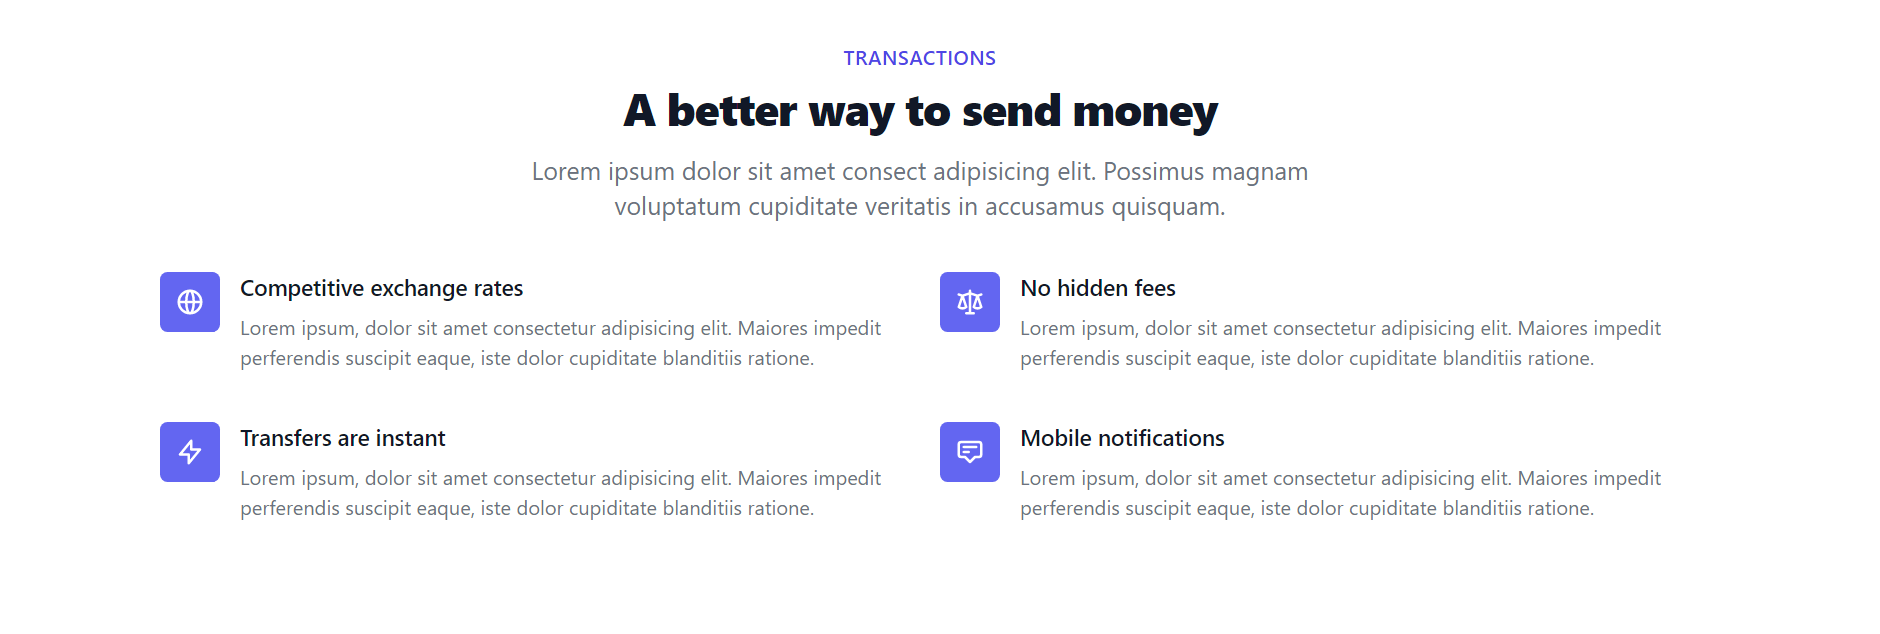 TRANSACTIONS
A better way to send money
Lorem ipsum dolor sit amet consect adipisicing elit. Possimus magnam
voluptatum cupiditate veritatis in accusamus quisquam.
Competitive exchange rates
Lorem ipsum, dolor sit amet consectetur adipisicing elit. Maiores impedit
perferendis suscipit eaque, iste dolor cupiditate blanditiis ratione.
No hidden fees
Lorem ipsum, dolor sit amet consectetur adipisicing elit. Maiores impedit
perferendis suscipit eaque, iste dolor cupiditate blanditiis ratione.
Transfers are instant
Lorem ipsum, dolor sit amet consectetur adipisicing elit. Maiores impedit
perferendis suscipit eaque, iste dolor cupiditate blanditiis ratione.
Mobile notifications
Lorem ipsum, dolor sit amet consectetur adipisicing elit. Maiores impedit
perferendis suscipit eaque, iste dolor cupiditate blanditiis ratione.